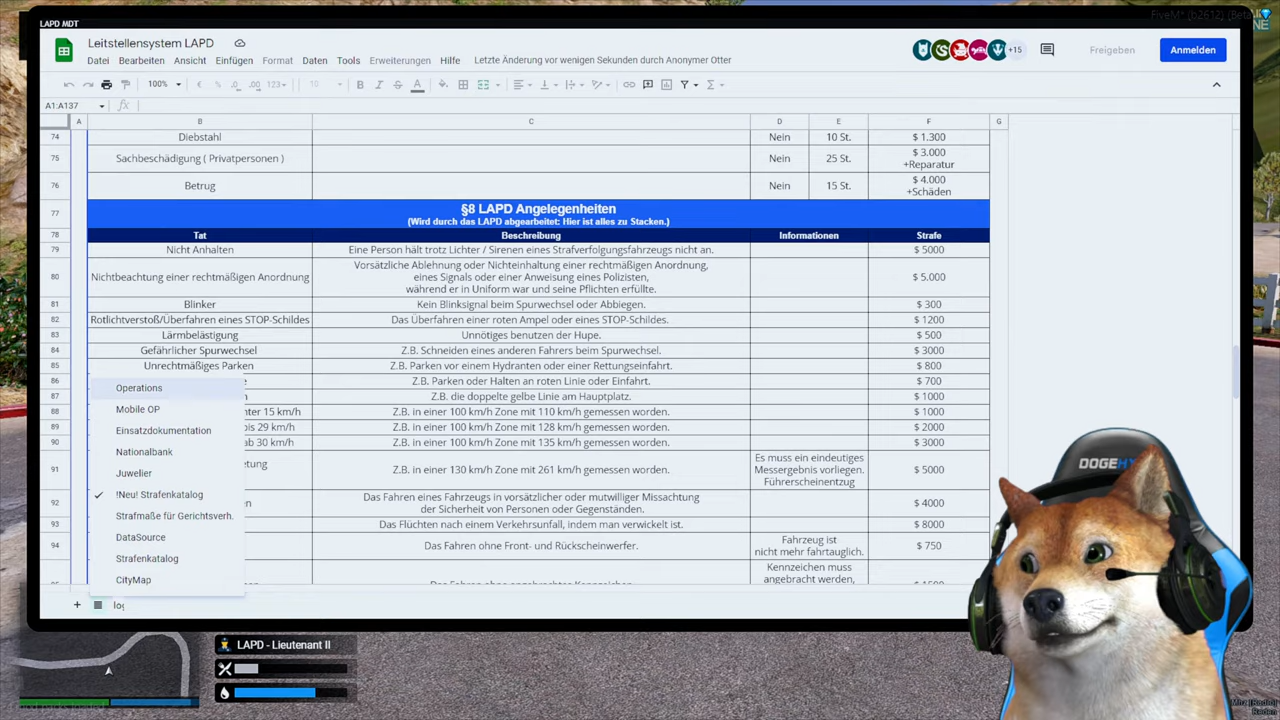 LAPD MDT
FiveM® (b2612) (Beta)
Leitstellensystem LAPD
Datei Bearbeiten Ansicht Einfügen Format Daten Tools Erweiterungen Hilfe Letzte Änderung vor wenigen Sekunden durch Anonymer Otter
+15
Freigeben
Anmelden
100% € % .0 .00 123 10 B I S A
A1:A137 fx
A B C D E F G
74 Diebstahl Nein 10 St. $ 1.300
75 Sachbeschädigung ( Privatpersonen ) Nein 25 St. $ 3.000
+Reparatur
76 Betrug Nein 15 St. $ 4.000
+Schäden
77 §8 LAPD Angelegenheiten
(Wird durch das LAPD abgearbeitet: Hier ist alles zu Stacken.)
78 Tat Beschreibung Informationen Strafe
79 Nicht Anhalten Eine Person hält trotz Lichter / Sirenen eines Strafverfolgungsfahrzeugs nicht an. $ 5000
80 Nichtbeachtung einer rechtmäßigen Anordnung Vorsätzliche Ablehnung oder Nichteinhaltung einer rechtmäßigen Anordnung,
eines Signals oder einer Anweisung eines Polizisten,
während er in Uniform war und seine Pflichten erfüllte. $ 5.000
81 Blinker Kein Blinksignal beim Spurwechsel oder Abbiegen. $ 300
82 Rotlichtverstoß/Überfahren eines STOP-Schildes Das Überfahren einer roten Ampel oder eines STOP-Schildes. $ 1200
83 Lärmbelästigung Unnötiges benutzen der Hupe. $ 500
84 Gefährlicher Spurwechsel Z.B. Schneiden eines anderen Fahrers beim Spurwechsel. $ 3000
85 Unrechtmäßiges Parken Z.B. Parken vor einem Hydranten oder einer Rettungseinfahrt. $ 800
86 e Z.B. Parken oder Halten an roten Linie oder Einfahrt. $ 700
87 n Z.B. die doppelte gelbe Linie am Hauptplatz. $ 1000
88 nter 15 km/h Z.B. in einer 100 km/h Zone mit 110 km/h gemessen worden. $ 1000
89 bis 29 km/h Z.B. in einer 100 km/h Zone mit 128 km/h gemessen worden. $ 2000
90 ab 30 km/h Z.B. in einer 100 km/h Zone mit 135 km/h gemessen worden. $ 3000
91 etung Z.B. in einer 130 km/h Zone mit 261 km/h gemessen worden. Es muss ein eindeutiges
Messergebnis vorliegen.
Führerscheinentzug $ 5000
92 en Das Fahren eines Fahrzeugs in vorsätzlicher oder mutwilliger Missachtung
der Sicherheit von Personen oder Gegenständen. $ 4000
93 Das Flüchten nach einem Verkehrsunfall, indem man verwickelt ist. $ 8000
94 Das Fahren ohne Front- und Rückscheinwerfer. Fahrzeug ist
nicht mehr fahrtauglich. $ 750
Kennzeichen muss
angebracht werden,
Operations
Mobile OP
Einsatzdokumentation
Nationalbank
Juwelier
!Neu! Strafenkatalog
Strafmaße für Gerichtsverh.
DataSource
Strafenkatalog
CityMap
log
LAPD - Lieutenant II
DOGEHY